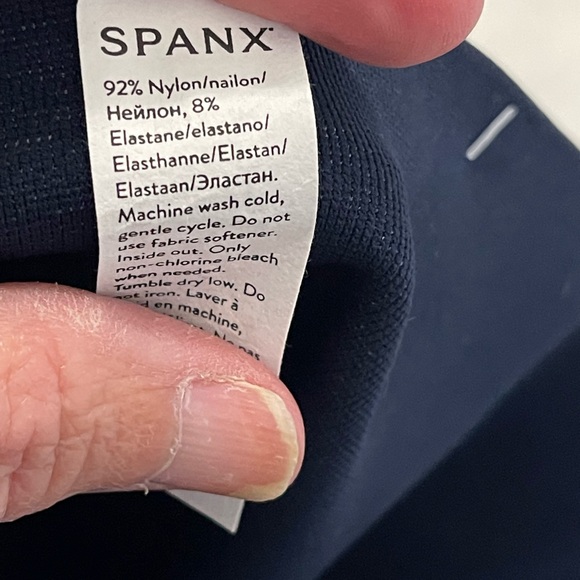 SPANX
92% Nylon/nailon/
Нейлон, 8%
Elastane/elastano/
Elasthanne/Elastan/
Elastaan/Эластан.
Machine wash cold,
gentle cycle. Do not
use fabric softener.
Inside out. Only
non-chlorine bleach
when needed.
Tumble dry low. Do
not iron. Laver à
en machine,